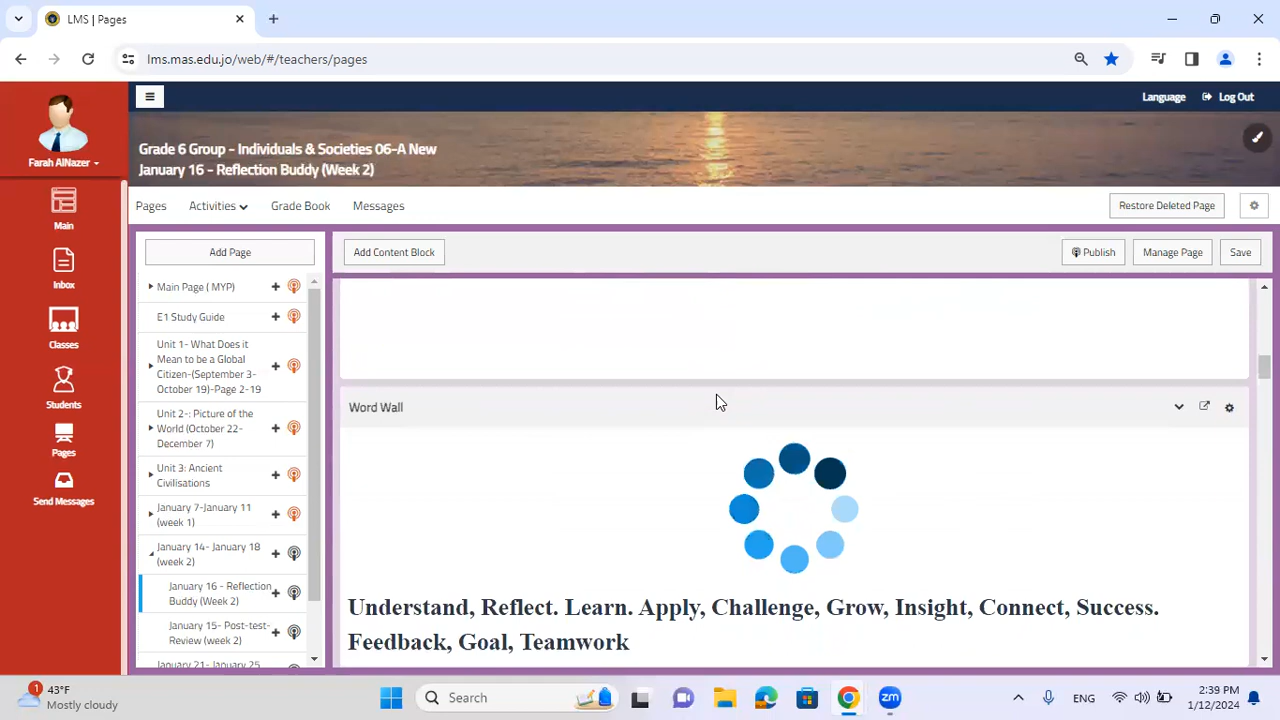 LMS | Pages
lms.mas.edu.jo/web/#/teachers/pages
Language
Log Out
Farah AlNazer
Grade 6 Group - Individuals & Societies 06-A New
January 16 - Reflection Buddy (Week 2)
Pages
Activities
Grade Book
Messages
Restore Deleted Page
Main
Inbox
Classes
Students
Pages
Send Messages
Add Page
Main Page ( MYP)
E1 Study Guide
Unit 1- What Does it
Mean to be a Global
Citizen-(September 3-
October 19)-Page 2-19
Unit 2-: Picture of the
World (October 22-
December 7)
Unit 3: Ancient
Civilisations
January 7-January 11
(week 1)
January 14- January 18
(week 2)
January 16 - Reflection
Buddy (Week 2)
January 15- Post-test-
Review (week 2)
January 21- January 25
Add Content Block
Publish
Manage Page
Save
Word Wall
Understand, Reflect. Learn. Apply, Challenge, Grow, Insight, Connect, Success.
Feedback, Goal, Teamwork
1
43°F
Mostly cloudy
Search
zm
ENG
2:39 PM
1/12/2024